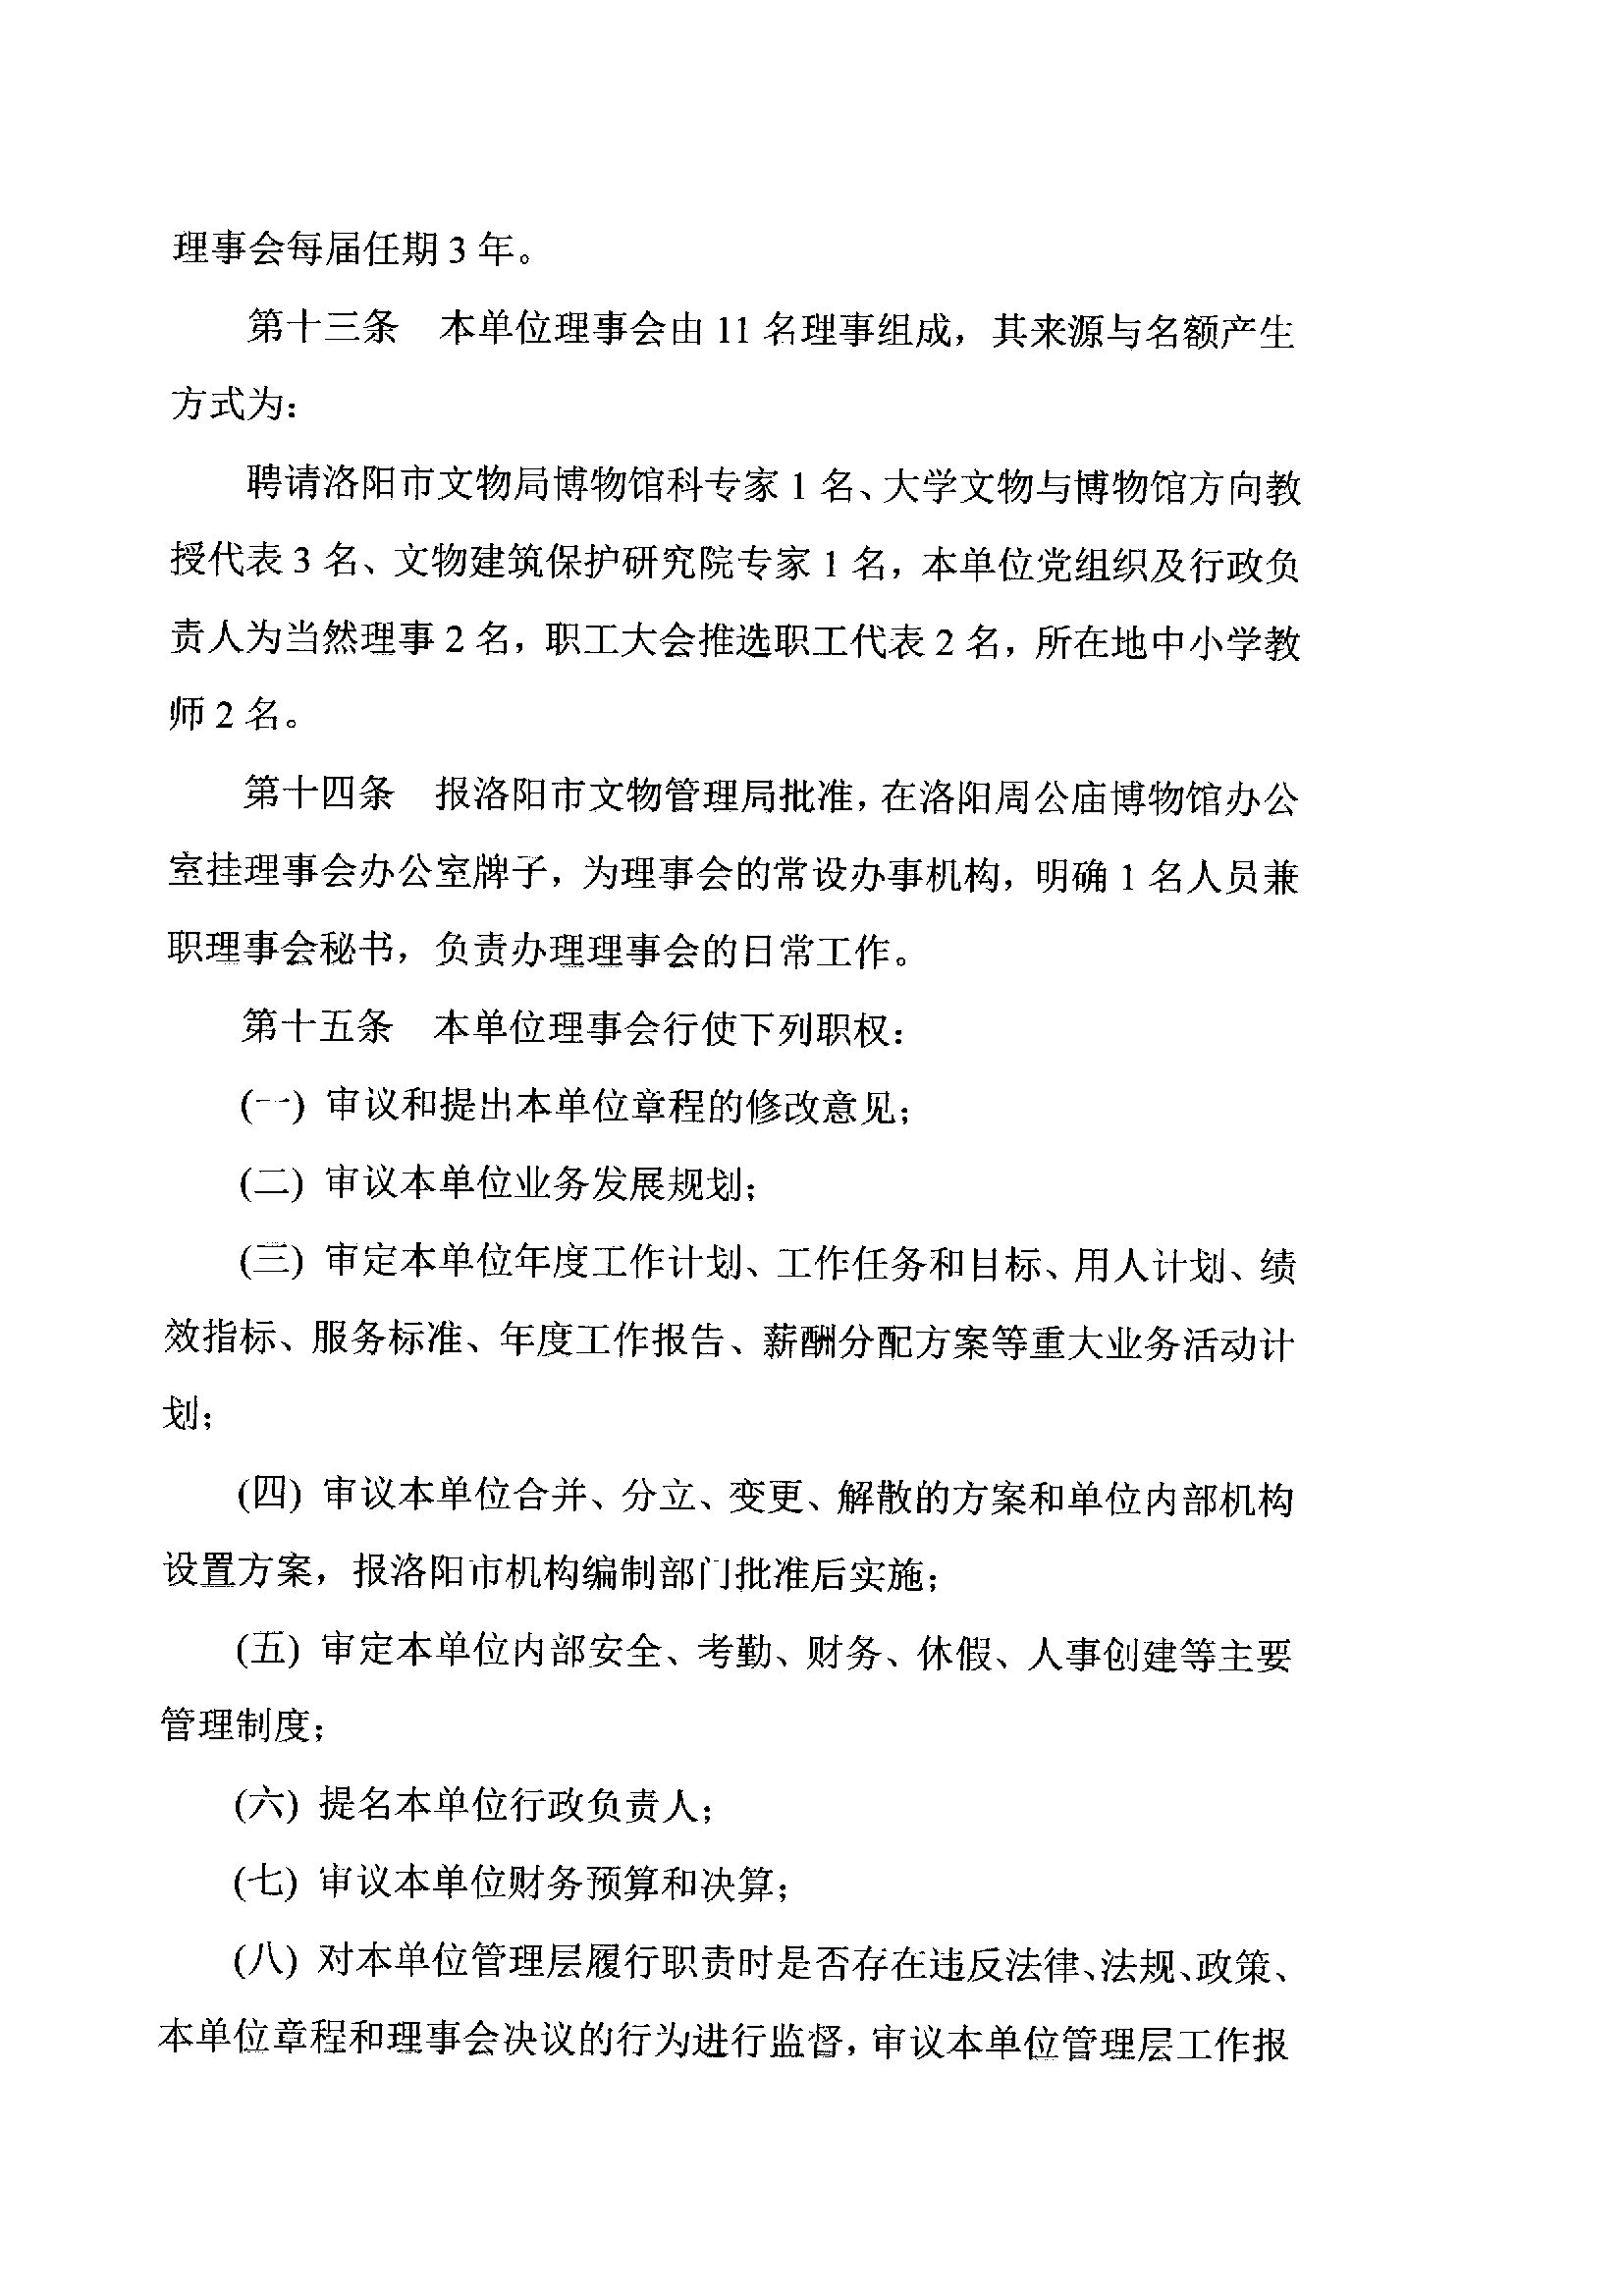 理事会每届任期 3 年。
第十三条　本单位理事会由 11 名理事组成，其来源与名额产生
方式为：
聘请洛阳市文物局博物馆科专家 1 名、大学文物与博物馆方向教
授代表 3 名、文物建筑保护研究院专家 1 名，本单位党组织及行政负
责人为当然理事 2 名，职工大会推选职工代表 2 名，所在地中小学教
师 2 名。
第十四条　报洛阳市文物管理局批准，在洛阳周公庙博物馆办公
室挂理事会办公室牌子，为理事会的常设办事机构，明确 1 名人员兼
职理事会秘书，负责办理理事会的日常工作。
第十五条　本单位理事会行使下列职权：
(一) 审议和提出本单位章程的修改意见；
(二) 审议本单位业务发展规划；
(三) 审定本单位年度工作计划、工作任务和目标、用人计划、绩
效指标、服务标准、年度工作报告、薪酬分配方案等重大业务活动计
划；
(四) 审议本单位合并、分立、变更、解散的方案和单位内部机构
设置方案，报洛阳市机构编制部门批准后实施；
(五) 审定本单位内部安全、考勤、财务、休假、人事创建等主要
管理制度；
(六) 提名本单位行政负责人；
(七) 审议本单位财务预算和决算；
(八) 对本单位管理层履行职责时是否存在违反法律、法规、政策、
本单位章程和理事会决议的行为进行监督，审议本单位管理层工作报